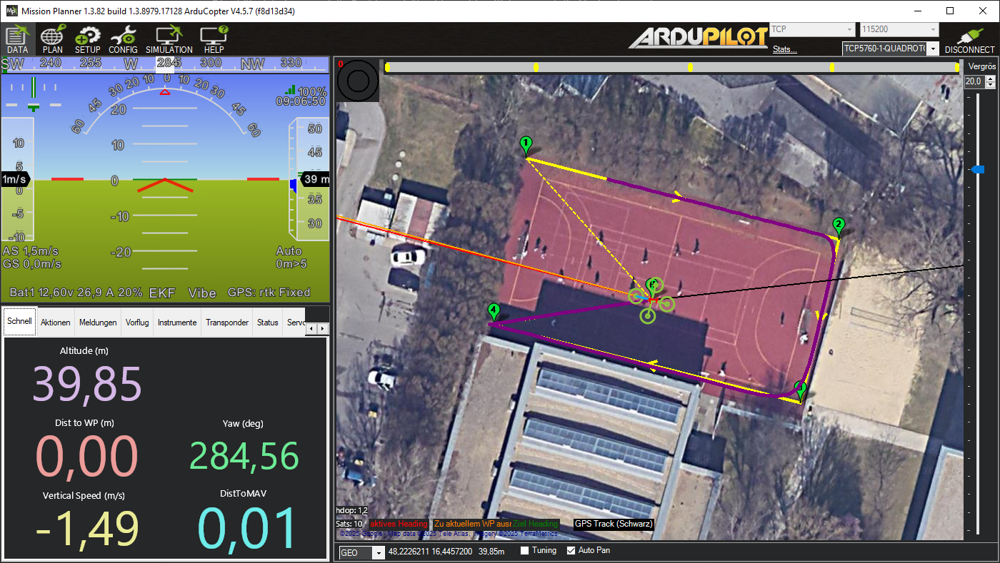 Mission Planner 1.3.82 build 1.3.8979.17128 ArduCopter V4.5.7 (f8d13d34)
DATA PLAN SETUP CONFIG SIMULATION HELP
ARDUPILOT
TCP 115200
Stats... TCP5760-1-QUADROTO DISCONNECT
SW 240 255 W 284 5 300 NW 330
60 45 30 20 10 0 10 20 30 45 60
100%
09:06:50
20
10
0
-10
-20
10
5
1m/s
0
-5
-10
50
45
39 m
35
30
AS 1,5m/s
GS 0,0m/s
Auto
0m>5
Bat1 12,60v 26,9 A 20% EKF Vibe GPS: rtk Fixed
Schnell Aktionen Meldungen Vorflug Instrumente Transponder Status Servo
Altitude (m)
39,85
Dist to WP (m) Yaw (deg)
0,00 284,56
Vertical Speed (m/s) DistToMAV
-1,49 0,01
0
Vergrös
20,0
1
2
3
4
hdop: 1,2
Sats: 10, aktives Heading Zu aktuellem WP ausr Ziel Heading GPS Track (Schwarz)
©2025 Google - Map data ©2025 Tele Atlas, Imagery ©2025 TerraMetrics
GEO 48,2226211 16,4457200 39,85m Tuning Auto Pan